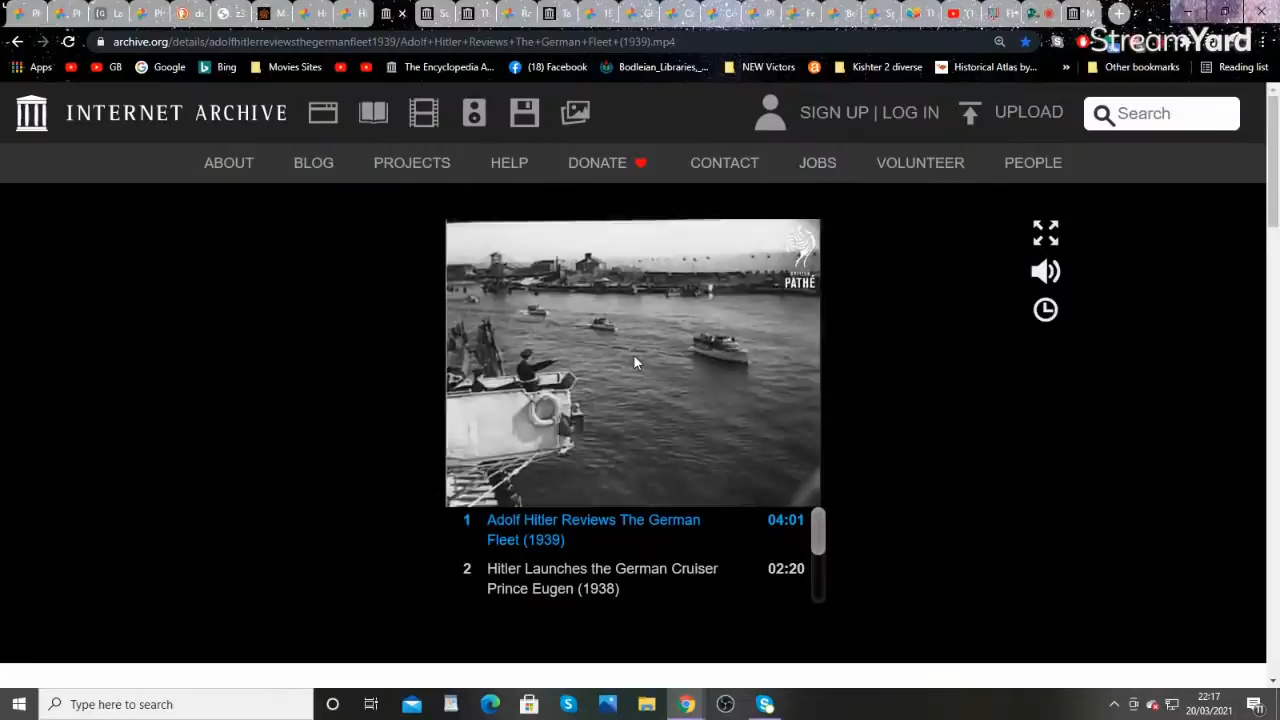 archive.org/details/adolfhitlerreviewsthegermanfleet1939/Adolf+Hitler+Reviews+The+German+Fleet+(1939).mp4
StreamYard
Apps GB Google Bing Movies Sites The Encyclopedia A... (18) Facebook Bodleian_Libraries,_... NEW Victors Kishter 2 diverse Historical Atlas by... » Other bookmarks Reading list
INTERNET ARCHIVE SIGN UP | LOG IN UPLOAD Search
ABOUT BLOG PROJECTS HELP DONATE CONTACT JOBS VOLUNTEER PEOPLE
BRITISH
PATHÉ
1 Adolf Hitler Reviews The German 04:01
Fleet (1939)
2 Hitler Launches the German Cruiser 02:20
Prince Eugen (1938)
Type here to search
22:17
20/03/2021
11